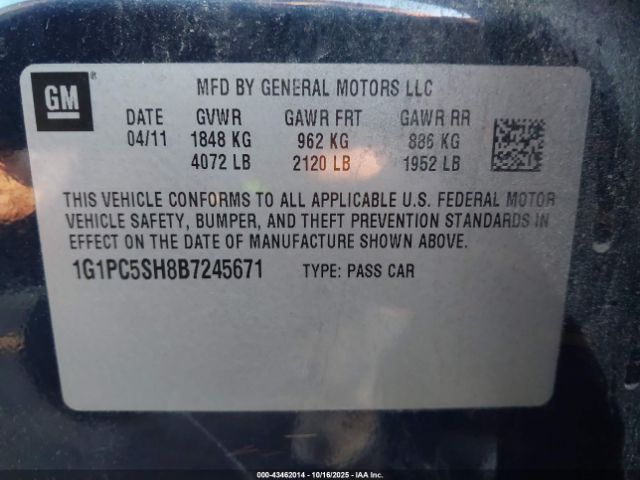 GM
MFD BY GENERAL MOTORS LLC
DATE GVWR GAWR FRT GAWR RR
04/11 1848 KG 962 KG 886 KG
4072 LB 2120 LB 1952 LB
THIS VEHICLE CONFORMS TO ALL APPLICABLE U.S. FEDERAL MOTOR
VEHICLE SAFETY, BUMPER, AND THEFT PREVENTION STANDARDS IN
EFFECT ON THE DATE OF MANUFACTURE SHOWN ABOVE.
1G1PC5SH8B7245671 TYPE: PASS CAR
000-43462014 - 10/16/2025 - IAA Inc.